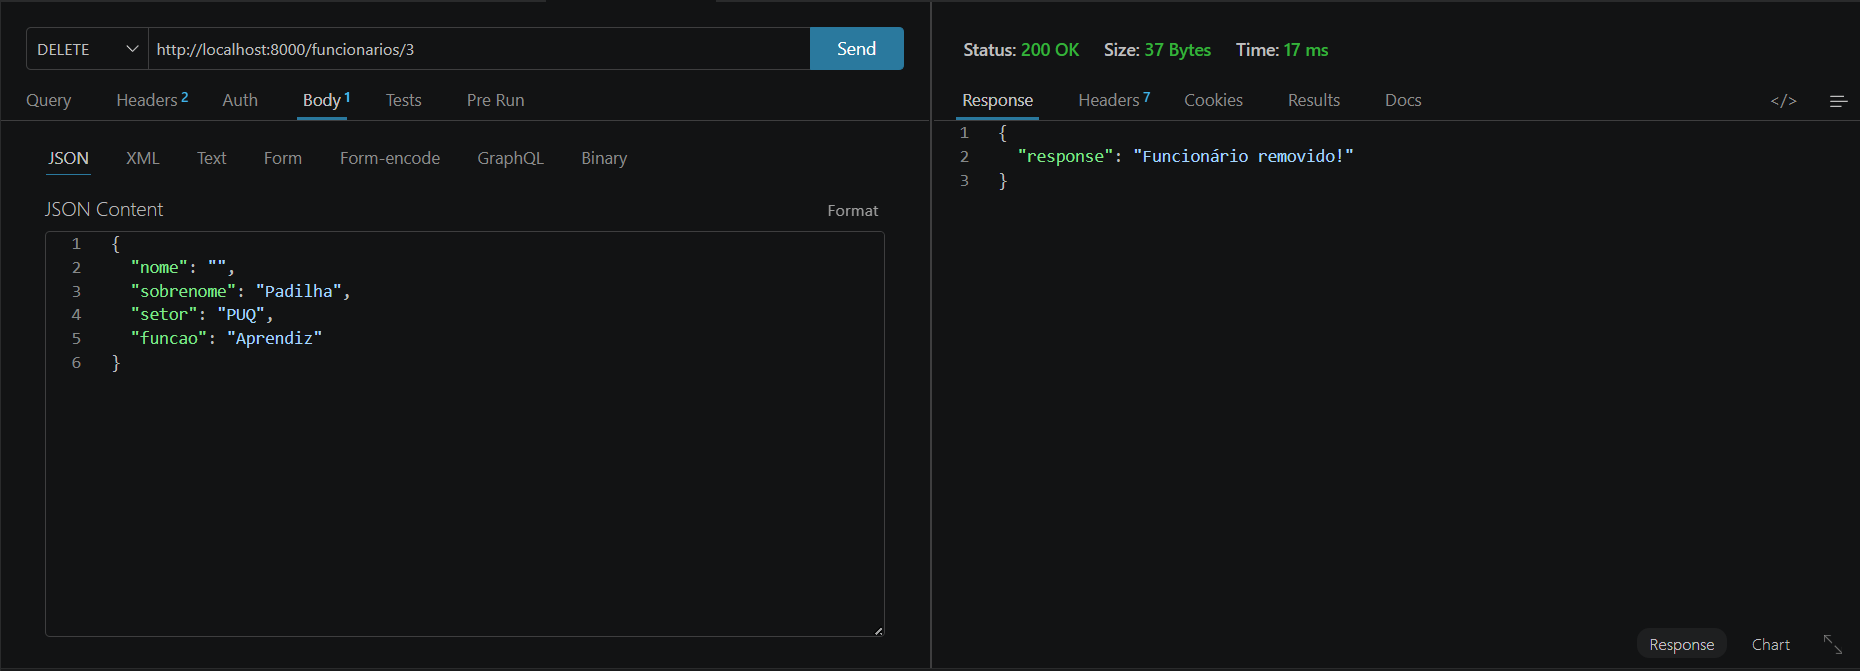 DELETE http://localhost:8000/funcionarios/3 Send
Query Headers 2 Auth Body 1 Tests Pre Run
JSON XML Text Form Form-encode GraphQL Binary
JSON Content Format
1 {
2 "nome": "",
3 "sobrenome": "Padilha",
4 "setor": "PUQ",
5 "funcao": "Aprendiz"
6 }
Status: 200 OK Size: 37 Bytes Time: 17 ms
Response Headers 7 Cookies Results Docs </>
1 {
2 "response": "Funcionário removido!"
3 }
Response Chart